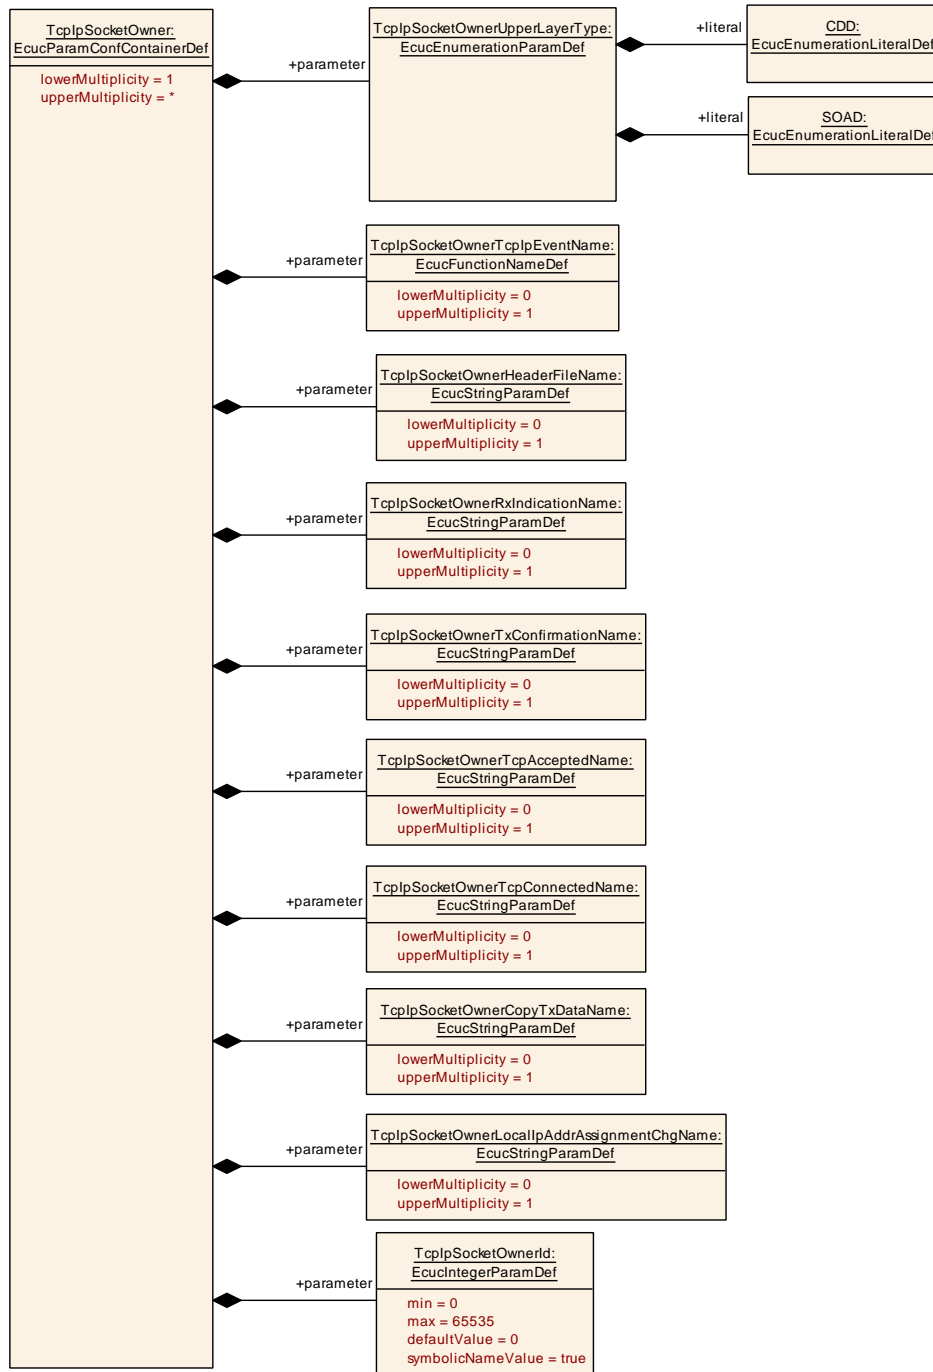 TcpIpSocketOwner:
EcucParamConfContainerDef
lowerMultiplicity = 1
upperMultiplicity = *
+parameter
TcpIpSocketOwnerUpperLayerType:
EcucEnumerationParamDef
+literal
CDD:
EcucEnumerationLiteralDef
+literal
SOAD:
EcucEnumerationLiteralDef
+parameter
TcpIpSocketOwnerTcpIpEventName:
EcucFunctionNameDef
lowerMultiplicity = 0
upperMultiplicity = 1
+parameter
TcpIpSocketOwnerHeaderFileName:
EcucStringParamDef
lowerMultiplicity = 0
upperMultiplicity = 1
+parameter
TcpIpSocketOwnerRxIndicationName:
EcucStringParamDef
lowerMultiplicity = 0
upperMultiplicity = 1
+parameter
TcpIpSocketOwnerTxConfirmationName:
EcucStringParamDef
lowerMultiplicity = 0
upperMultiplicity = 1
+parameter
TcpIpSocketOwnerTcpAcceptedName:
EcucStringParamDef
lowerMultiplicity = 0
upperMultiplicity = 1
+parameter
TcpIpSocketOwnerTcpConnectedName:
EcucStringParamDef
lowerMultiplicity = 0
upperMultiplicity = 1
+parameter
TcpIpSocketOwnerCopyTxDataName:
EcucStringParamDef
lowerMultiplicity = 0
upperMultiplicity = 1
+parameter
TcpIpSocketOwnerLocalIpAddrAssignmentChgName:
EcucStringParamDef
lowerMultiplicity = 0
upperMultiplicity = 1
+parameter
TcpIpSocketOwnerId:
EcucIntegerParamDef
min = 0
max = 65535
defaultValue = 0
symbolicNameValue = true